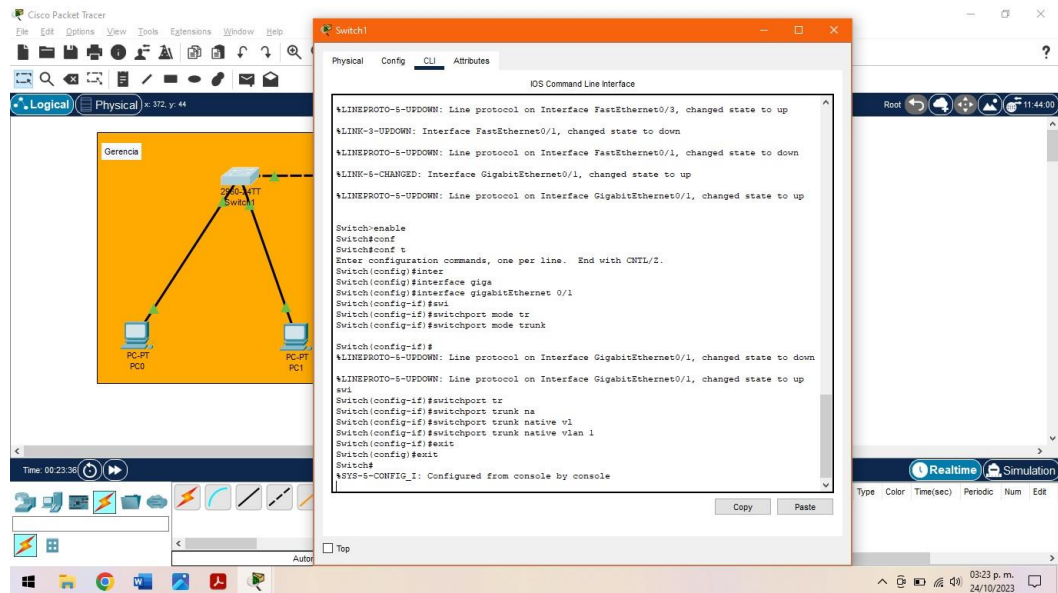 Cisco Packet Tracer
File Edit Options View Tools Extensions Window Help
Logical Physical x: 372, y: 44
Root 11:44:00
Gerencia
2960-24TT
Switch1
PC-PT
PC0
PC-PT
PC1
Switch1
Physical Config CLI Attributes
IOS Command Line Interface
%LINEPROTO-5-UPDOWN: Line protocol on Interface FastEthernet0/3, changed state to up
%LINK-3-UPDOWN: Interface FastEthernet0/1, changed state to down
%LINEPROTO-5-UPDOWN: Line protocol on Interface FastEthernet0/1, changed state to down
%LINK-5-CHANGED: Interface GigabitEthernet0/1, changed state to up
%LINEPROTO-5-UPDOWN: Line protocol on Interface GigabitEthernet0/1, changed state to up
Switch>enable
Switch#conf
Switch#conf t
Enter configuration commands, one per line. End with CNTL/Z.
Switch(config)#inter
Switch(config)#interface giga
Switch(config)#interface gigabitEthernet 0/1
Switch(config-if)#swi
Switch(config-if)#switchport mode tr
Switch(config-if)#switchport mode trunk
Switch(config-if)#
%LINEPROTO-5-UPDOWN: Line protocol on Interface GigabitEthernet0/1, changed state to down
%LINEPROTO-5-UPDOWN: Line protocol on Interface GigabitEthernet0/1, changed state to up
swi
Switch(config-if)#switchport tr
Switch(config-if)#switchport trunk na
Switch(config-if)#switchport trunk native vl
Switch(config-if)#switchport trunk native vlan 1
Switch(config-if)#exit
Switch(config)#exit
Switch#
%SYS-5-CONFIG_I: Configured from console by console
Copy Paste
Top
Time: 00:23:36
Realtime Simulation
Type Color Time(sec) Periodic Num Edit
Autor
03:23 p. m.
24/10/2023